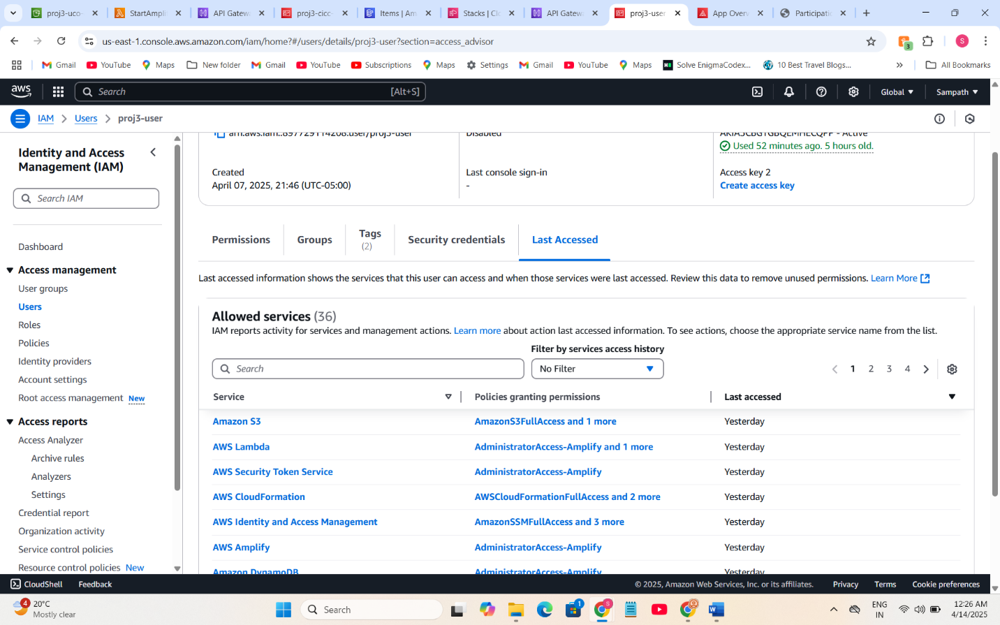 proj3-uco-
StartAmpli
API Gatew
proj3-cicc-
Items | Am
Stacks | Cl
API Gatew
proj3-user
App Over
Participati
us-east-1.console.aws.amazon.com/iam/home?#/users/details/proj3-user?section=access_advisor
3
S
Gmail
YouTube
Maps
New folder
Gmail
YouTube
Subscriptions
Maps
Settings
Gmail
YouTube
Maps
Solve EnigmaCodex...
10 Best Travel Blogs...
All Bookmarks
aws
Search [Alt+S]
Global
Sampath
IAM > Users > proj3-user
Identity and Access
Management (IAM)
Search IAM
Dashboard
Access management
User groups
Users
Roles
Policies
Identity providers
Account settings
Root access management New
Access reports
Access Analyzer
Archive rules
Analyzers
Settings
Credential report
Organization activity
Service control policies
Resource control policies New
arn:aws:iam::897729114208:user/proj3-user
Disabled
- Active
Used 52 minutes ago. 5 hours old.
Created
April 07, 2025, 21:46 (UTC-05:00)
Last console sign-in
-
Access key 2
Create access key
Permissions
Groups
Tags
(2)
Security credentials
Last Accessed
Last accessed information shows the services that this user can access and when those services were last accessed. Review this data to remove unused permissions. Learn More
Allowed services (36)
IAM reports activity for services and management actions. Learn more about action last accessed information. To see actions, choose the appropriate service name from the list.
Filter by services access history
Search
No Filter
1 2 3 4
Service Policies granting permissions Last accessed
Amazon S3 AmazonS3FullAccess and 1 more Yesterday
AWS Lambda AdministratorAccess-Amplify and 1 more Yesterday
AWS Security Token Service AdministratorAccess-Amplify Yesterday
AWS CloudFormation AWSCloudFormationFullAccess and 2 more Yesterday
AWS Identity and Access Management AmazonSSMFullAccess and 3 more Yesterday
AWS Amplify AdministratorAccess-Amplify Yesterday
Amazon DynamoDB AdministratorAccess-Amplify Yesterday
CloudShell Feedback © 2025, Amazon Web Services, Inc. or its affiliates. Privacy Terms Cookie preferences
4
20°C
Mostly clear
Search
1
S
ENG
IN
12:26 AM
4/14/2025